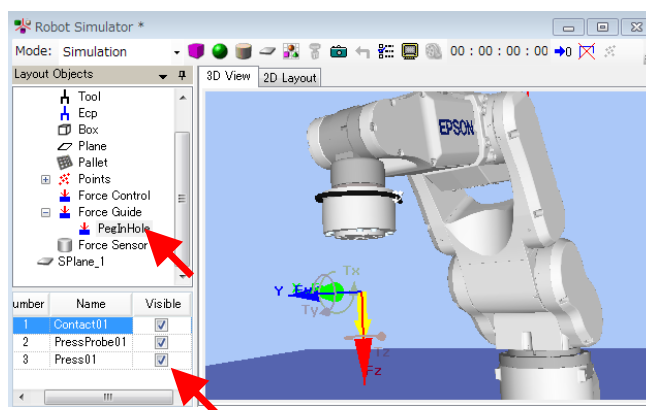 Robot Simulator *
Mode: Simulation
00 : 00 : 00 : 00
Layout Objects
3D View
2D Layout
Tool
Ecp
Box
Plane
Pallet
Points
Force Control
Force Guide
PegInHole
Force Sensor
SPlane_1
umber
Name
Visible
1
Contact01
2
PressProbe01
3
Press01
EPSON
Tx
Y
Ty
Tz
Fz